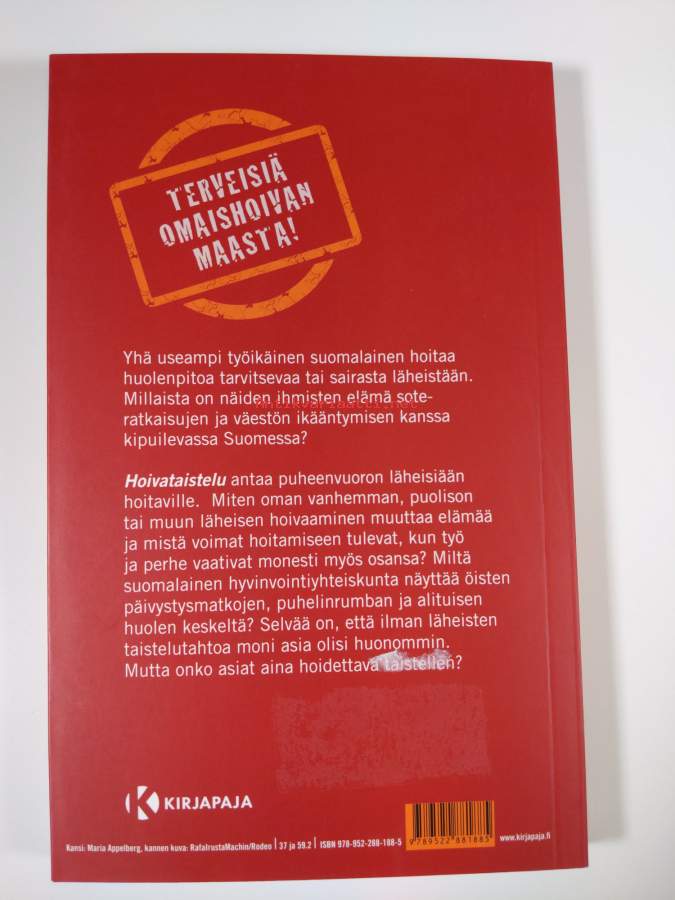 TERVEISIÄ
OMAISHOIVAN
MAASTA!
Yhä useampi työikäinen suomalainen hoitaa
huolenpitoa tarvitsevaa tai sairasta läheistään.
Millaista on näiden ihmisten elämä sote-
Antikvariaatti.net
ratkaisujen ja väestön ikääntymisen kanssa
kipuilevassa Suomessa?
Hoivataistelu antaa puheenvuoron läheisiään
hoitaville. Miten oman vanhemman, puolison
tai muun läheisen hoivaaminen muuttaa elämää
ja mistä voimat hoitamiseen tulevat, kun työ
ja perhe vaativat monesti myös osansa? Miltä
suomalainen hyvinvointiyhteiskunta näyttää öisten
päivystysmatkojen, puhelinrumban ja alituisen
huolen keskeltä? Selvää on, että ilman läheisten
taistelutahtoa moni asia olisi huonommin.
Mutta onko asiat aina hoidettava taistellen?
KIRJAPAJA
9789522881885
Kansi: Maria Appelberg, kannen kuva: RafalrustaMachin/Rodeo | 37 ja 59.2 | ISBN 978-952-288-188-5
www.kirjapaja.fi